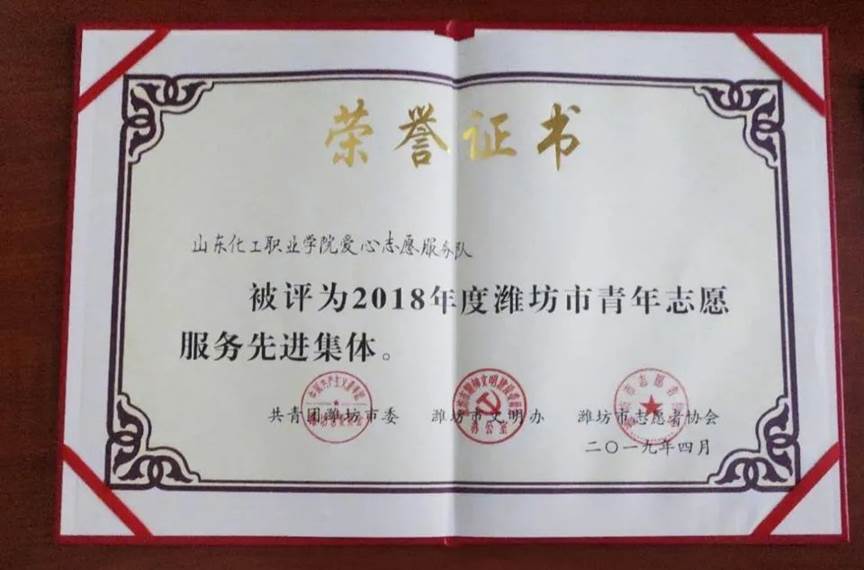 荣誉证书
山东化工职业学院爱心志愿服务队
被评为2018年度潍坊市青年志愿
服务先进集体。
共青团潍坊市委 潍坊市文明办 潍坊市志愿者协会
二〇一九年四月